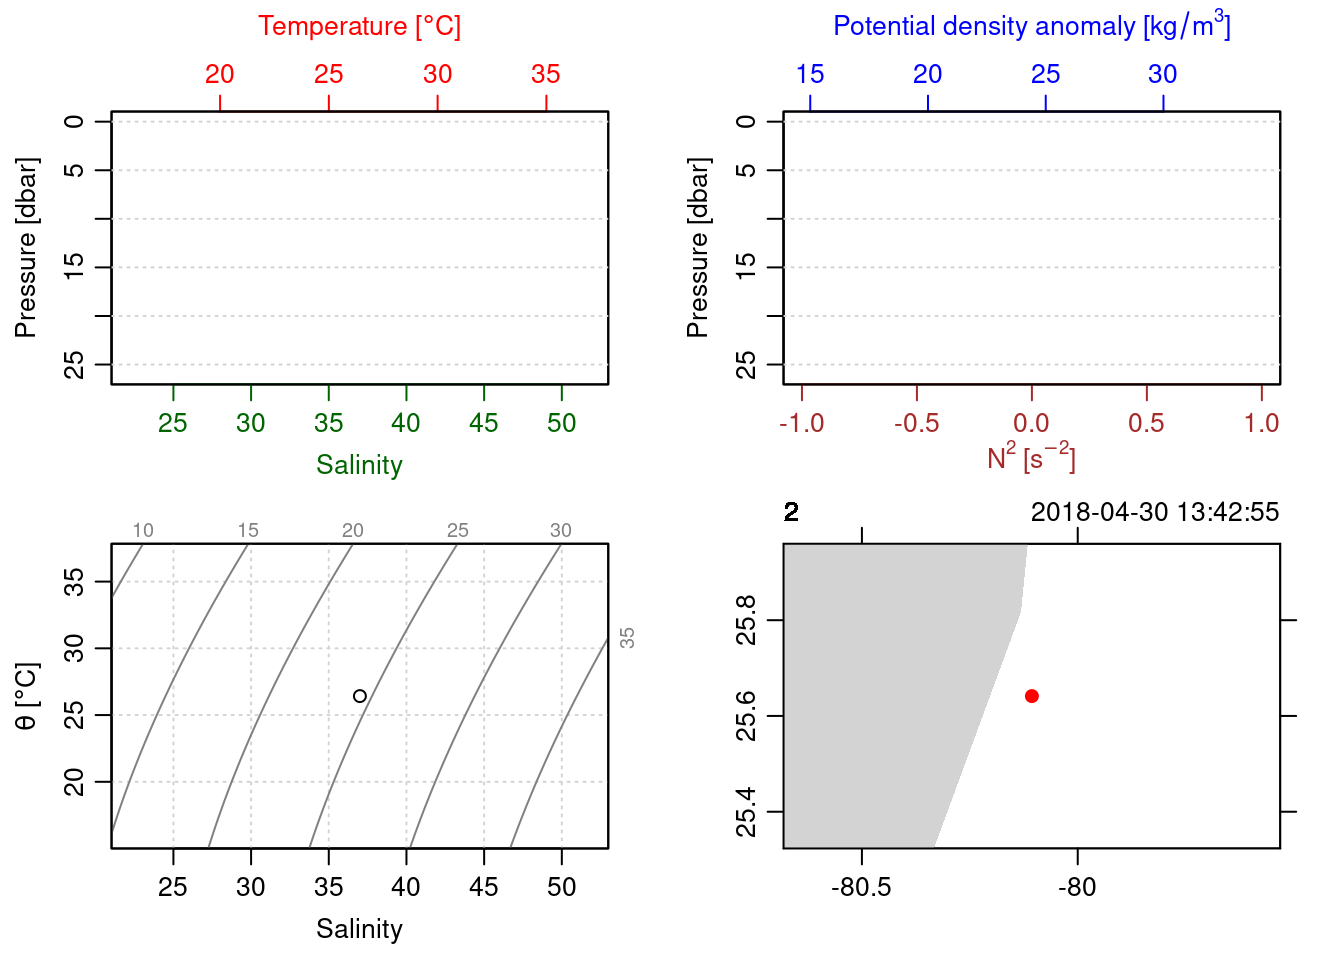 Temperature [°C]
20 25 30 35
0
5
15
25
Pressure [dbar]
25 30 35 40 45 50
Salinity
Potential density anomaly [kg/m³]
15 20 25 30
0
5
15
25
Pressure [dbar]
-1.0 -0.5 0.0 0.5 1.0
N² [s⁻²]
10 15 20 25 30
35
35
30
25
20
θ [°C]
25 30 35 40 45 50
Salinity
2 2018-04-30 13:42:55
25.8
25.6
25.4
-80.5 -80